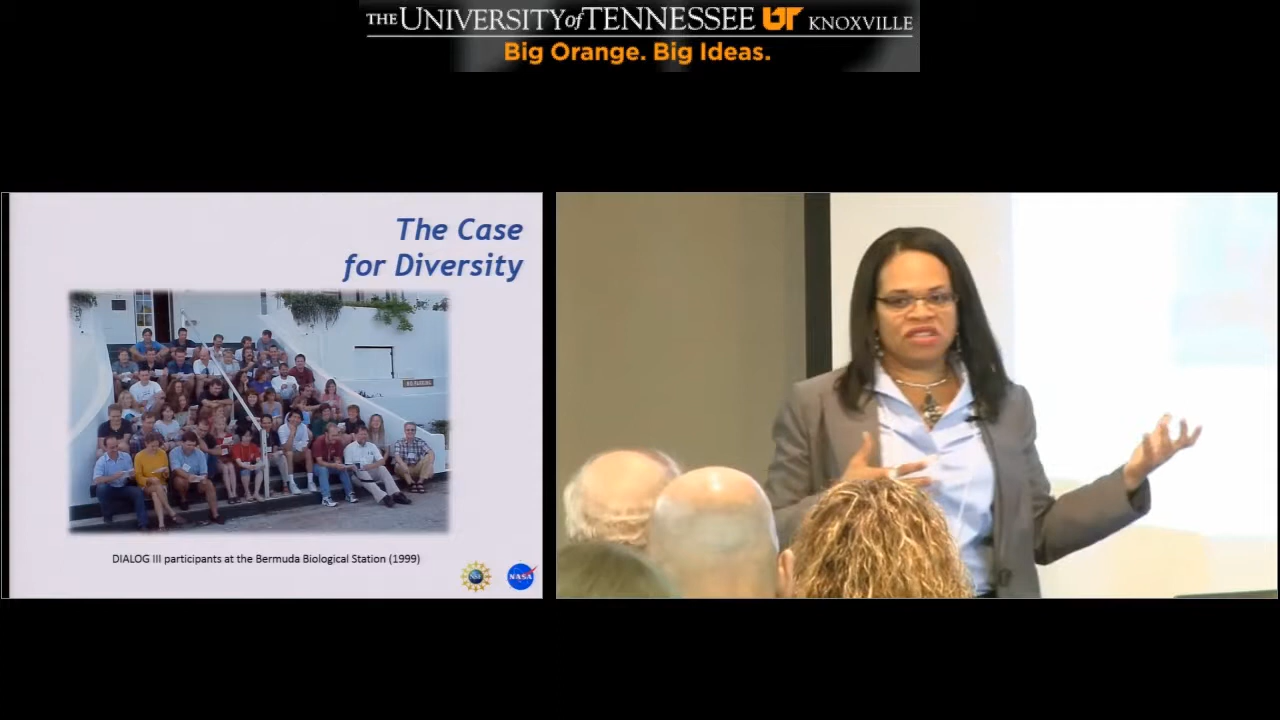 THE UNIVERSITY of TENNESSEE UT KNOXVILLE
Big Orange. Big Ideas.
The Case
for Diversity
DIALOG III participants at the Bermuda Biological Station (1999)
NSF
NASA